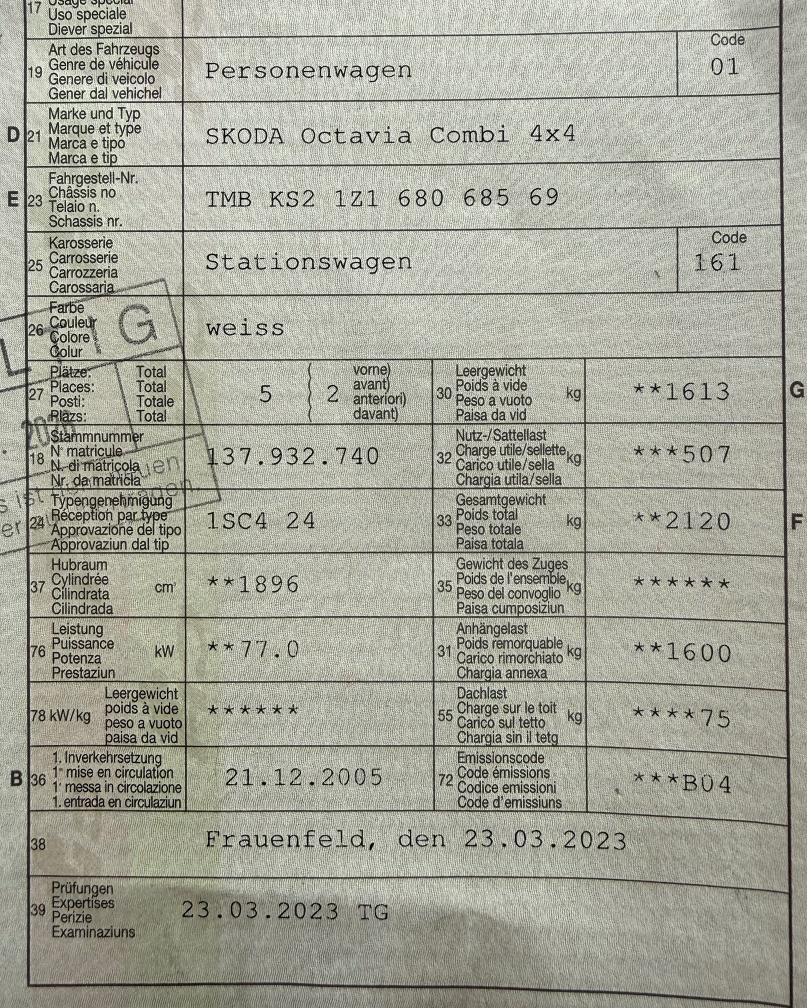 17 Usage spécial
Uso speciale
Diever spezial
19 Art des Fahrzeugs
Genre de véhicule
Genere di veicolo
Gener dal vehichel
Personenwagen
Code
01
D 21 Marke und Typ
Marque et type
Marca e tipo
Marca e tip
SKODA Octavia Combi 4x4
E 23 Fahrgestell-Nr.
Châssis no
Telaio n.
Schassis nr.
TMB KS2 1Z1 680 685 69
25 Karosserie
Carrosserie
Carrozzeria
Carossaria
Stationswagen
Code
161
26 Farbe
Couleur
Colore
Colur
weiss
27 Plätze: Total
Places: Total
Posti: Totale
Plazs: Total
5 ( 2 vorne)
( avant)
( anteriori)
( davant)
30 Leergewicht
Poids à vide
Peso a vuoto
Paisa da vid
kg
**1613
G
18 Stammnummer
N° matricule
N. di matricola
Nr. da matricla
137.932.740
32 Nutz-/Sattellast
Charge utile/sellette
Carico utile/sella
Chargia utila/sella
kg
***507
24 Typengenehmigung
Réception par type
Approvazione del tipo
Approvaziun dal tip
1SC4 24
33 Gesamtgewicht
Poids total
Peso totale
Paisa totala
kg
**2120
F
37 Hubraum
Cylindrée
Cilindrata
Cilindrada
cm³
**1896
35 Gewicht des Zuges
Poids de l'ensemble
Peso del convoglio
Paisa cumposiziun
kg
******
76 Leistung
Puissance
Potenza
Prestaziun
kW
**77.0
31 Anhängelast
Poids remorquable
Carico rimorchiato
Chargia annexa
kg
**1600
78 kW/kg Leergewicht
poids à vide
peso a vuoto
paisa da vid
******
55 Dachlast
Charge sur le toit
Carico sul tetto
Chargia sin il tetg
kg
****75
B 36 1. Inverkehrsetzung
1re mise en circulation
1a messa in circolazione
1. entrada en circulaziun
21.12.2005
72 Emissionscode
Code émissions
Codice emissioni
Code d'emissiuns
***B04
38 Frauenfeld, den 23.03.2023
39 Prüfungen
Expertises
Perizie
Examinaziuns
23.03.2023 TG